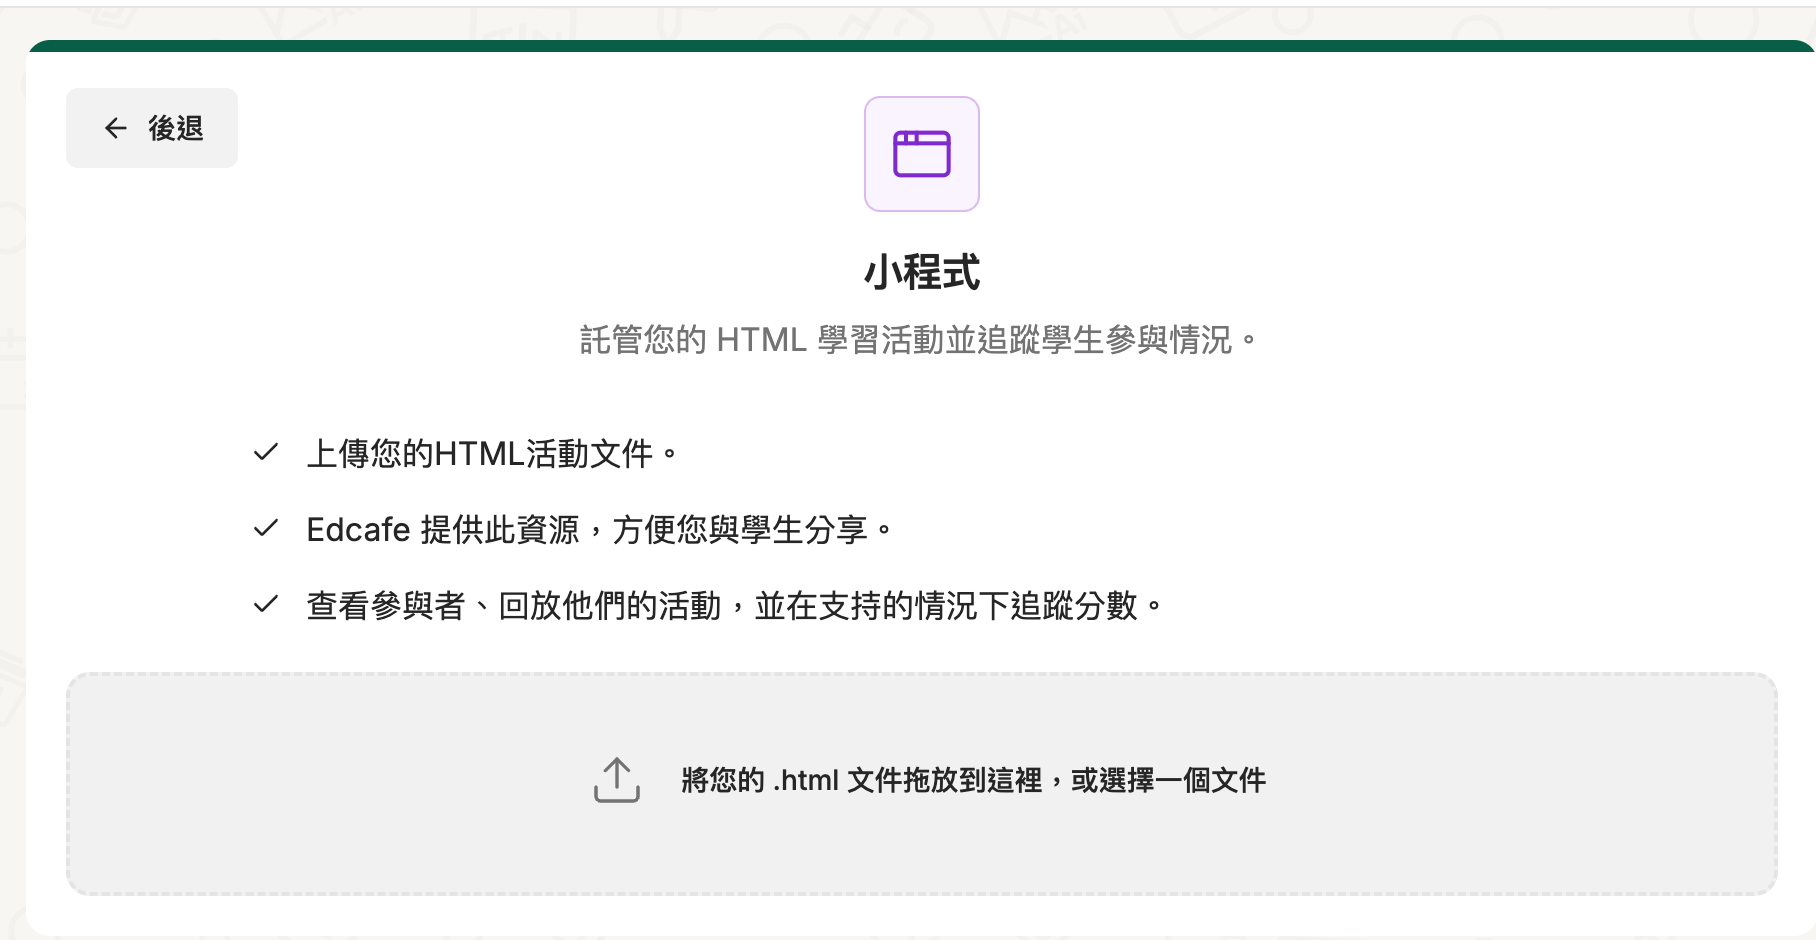 後退
小程式
託管您的 HTML 學習活動並追蹤學生參與情況。
上傳您的HTML活動文件。
Edcafe 提供此資源，方便您與學生分享。
查看參與者、回放他們的活動，並在支持的情況下追蹤分數。
將您的 .html 文件拖放到這裡，或選擇一個文件